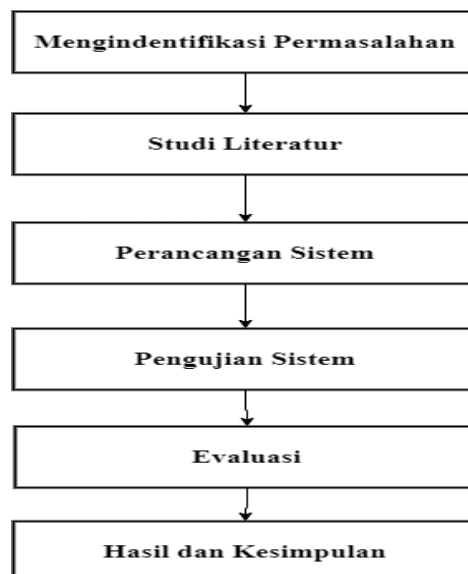 Mengindentifikasi Permasalahan
Studi Literatur
Perancangan Sistem
Pengujian Sistem
Evaluasi
Hasil dan Kesimpulan